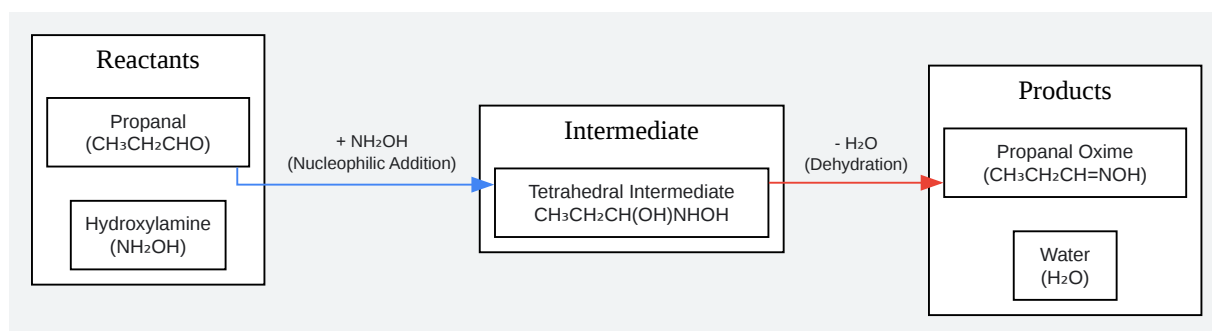 Reactants
Propanal
(CH₃CH₂CHO)
Hydroxylamine
(NH₂OH)
+ NH₂OH
(Nucleophilic Addition)
Intermediate
Tetrahedral Intermediate
CH₃CH₂CH(OH)NHOH
- H₂O
(Dehydration)
Products
Propanal Oxime
(CH₃CH₂CH=NOH)
Water
(H₂O)